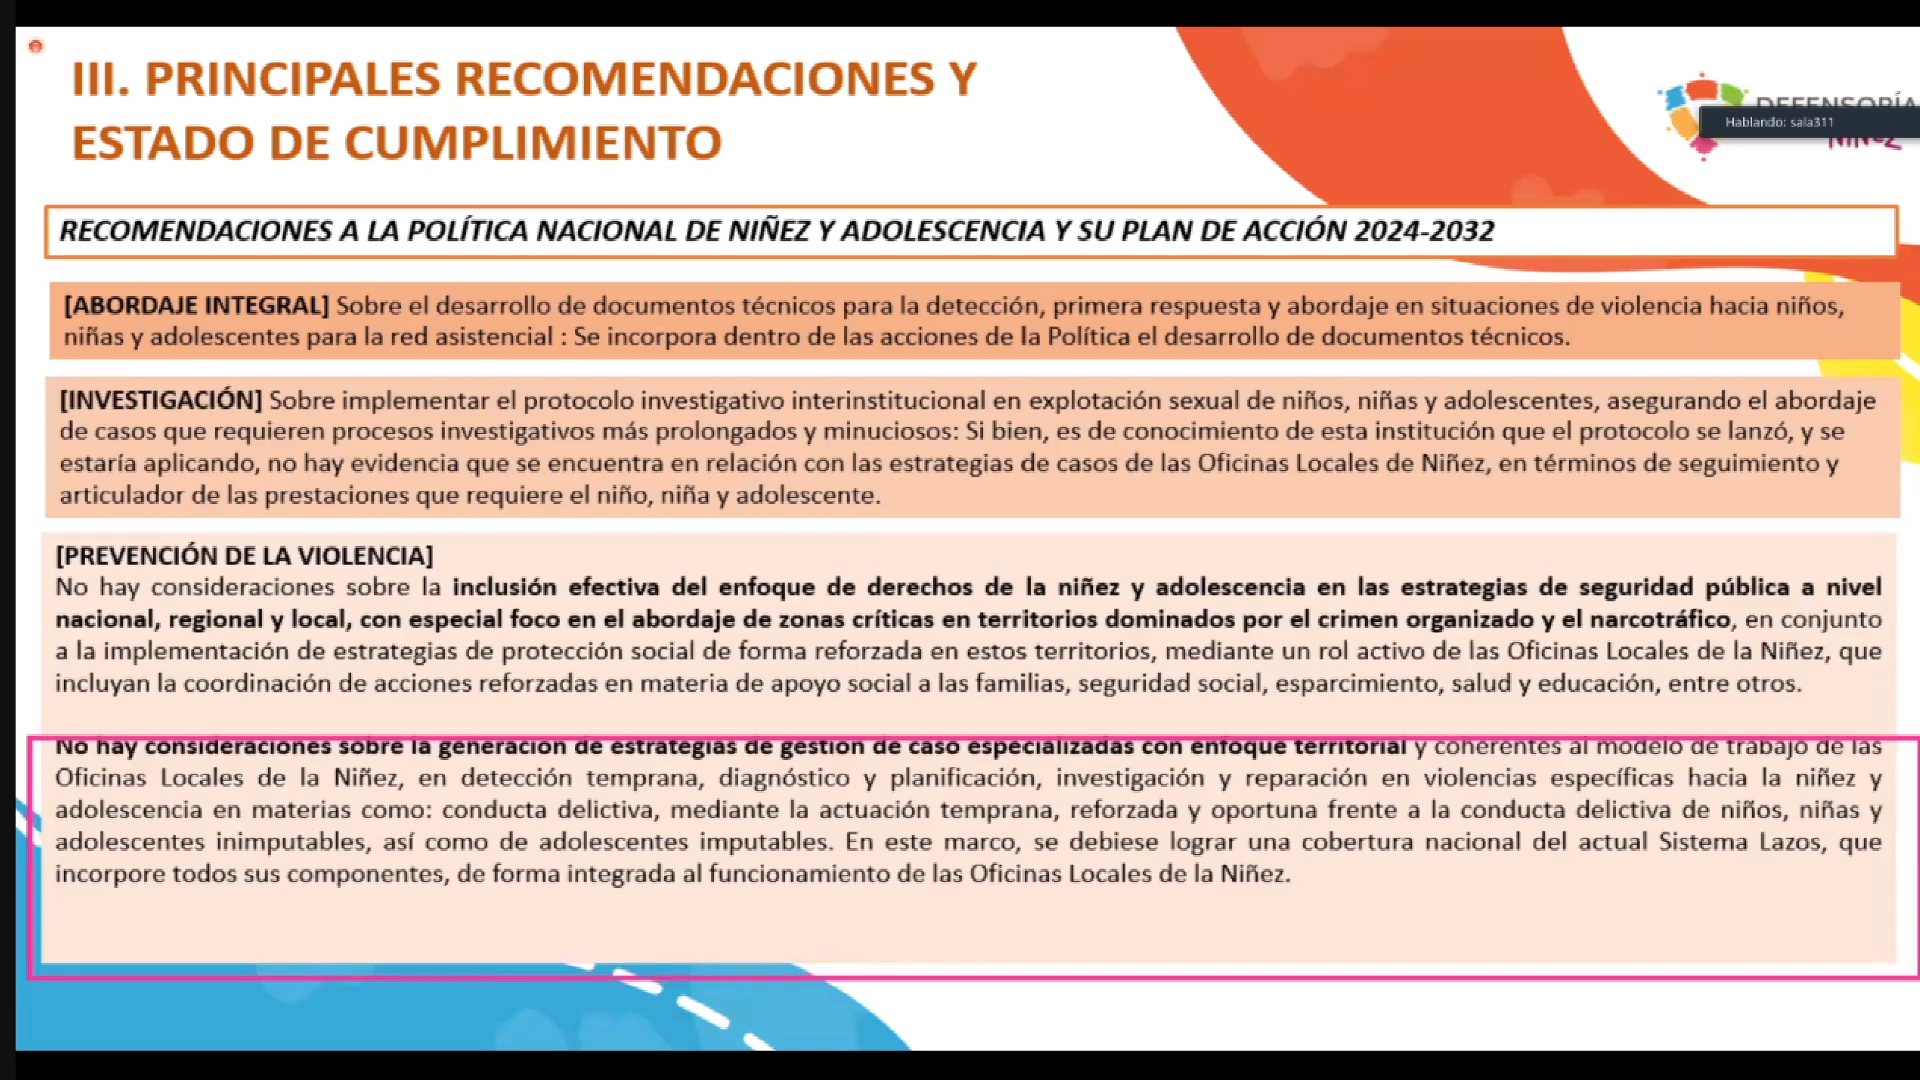 III. PRINCIPALES RECOMENDACIONES Y
ESTADO DE CUMPLIMIENTO
DEFENSORÍA
Hablando: sala311
NIÑEZ
RECOMENDACIONES A LA POLÍTICA NACIONAL DE NIÑEZ Y ADOLESCENCIA Y SU PLAN DE ACCIÓN 2024-2032
[ABORDAJE INTEGRAL] Sobre el desarrollo de documentos técnicos para la detección, primera respuesta y abordaje en situaciones de violencia hacia niños,
niñas y adolescentes para la red asistencial : Se incorpora dentro de las acciones de la Política el desarrollo de documentos técnicos.
[INVESTIGACIÓN] Sobre implementar el protocolo investigativo interinstitucional en explotación sexual de niños, niñas y adolescentes, asegurando el abordaje
de casos que requieren procesos investigativos más prolongados y minuciosos: Si bien, es de conocimiento de esta institución que el protocolo se lanzó, y se
estaría aplicando, no hay evidencia que se encuentra en relación con las estrategias de casos de las Oficinas Locales de Niñez, en términos de seguimiento y
articulador de las prestaciones que requiere el niño, niña y adolescente.
[PREVENCIÓN DE LA VIOLENCIA]
No hay consideraciones sobre la inclusión efectiva del enfoque de derechos de la niñez y adolescencia en las estrategias de seguridad pública a nivel
nacional, regional y local, con especial foco en el abordaje de zonas críticas en territorios dominados por el crimen organizado y el narcotráfico, en conjunto
a la implementación de estrategias de protección social de forma reforzada en estos territorios, mediante un rol activo de las Oficinas Locales de la Niñez, que
incluyan la coordinación de acciones reforzadas en materia de apoyo social a las familias, seguridad social, esparcimiento, salud y educación, entre otros.
No hay consideraciones sobre la generación de estrategias de gestión de caso especializadas con enfoque territorial y coherentes al modelo de trabajo de las
Oficinas Locales de la Niñez, en detección temprana, diagnóstico y planificación, investigación y reparación en violencias específicas hacia la niñez y
adolescencia en materias como: conducta delictiva, mediante la actuación temprana, reforzada y oportuna frente a la conducta delictiva de niños, niñas y
adolescentes inimputables, así como de adolescentes imputables. En este marco, se debiese lograr una cobertura nacional del actual Sistema Lazos, que
incorpore todos sus componentes, de forma integrada al funcionamiento de las Oficinas Locales de la Niñez.